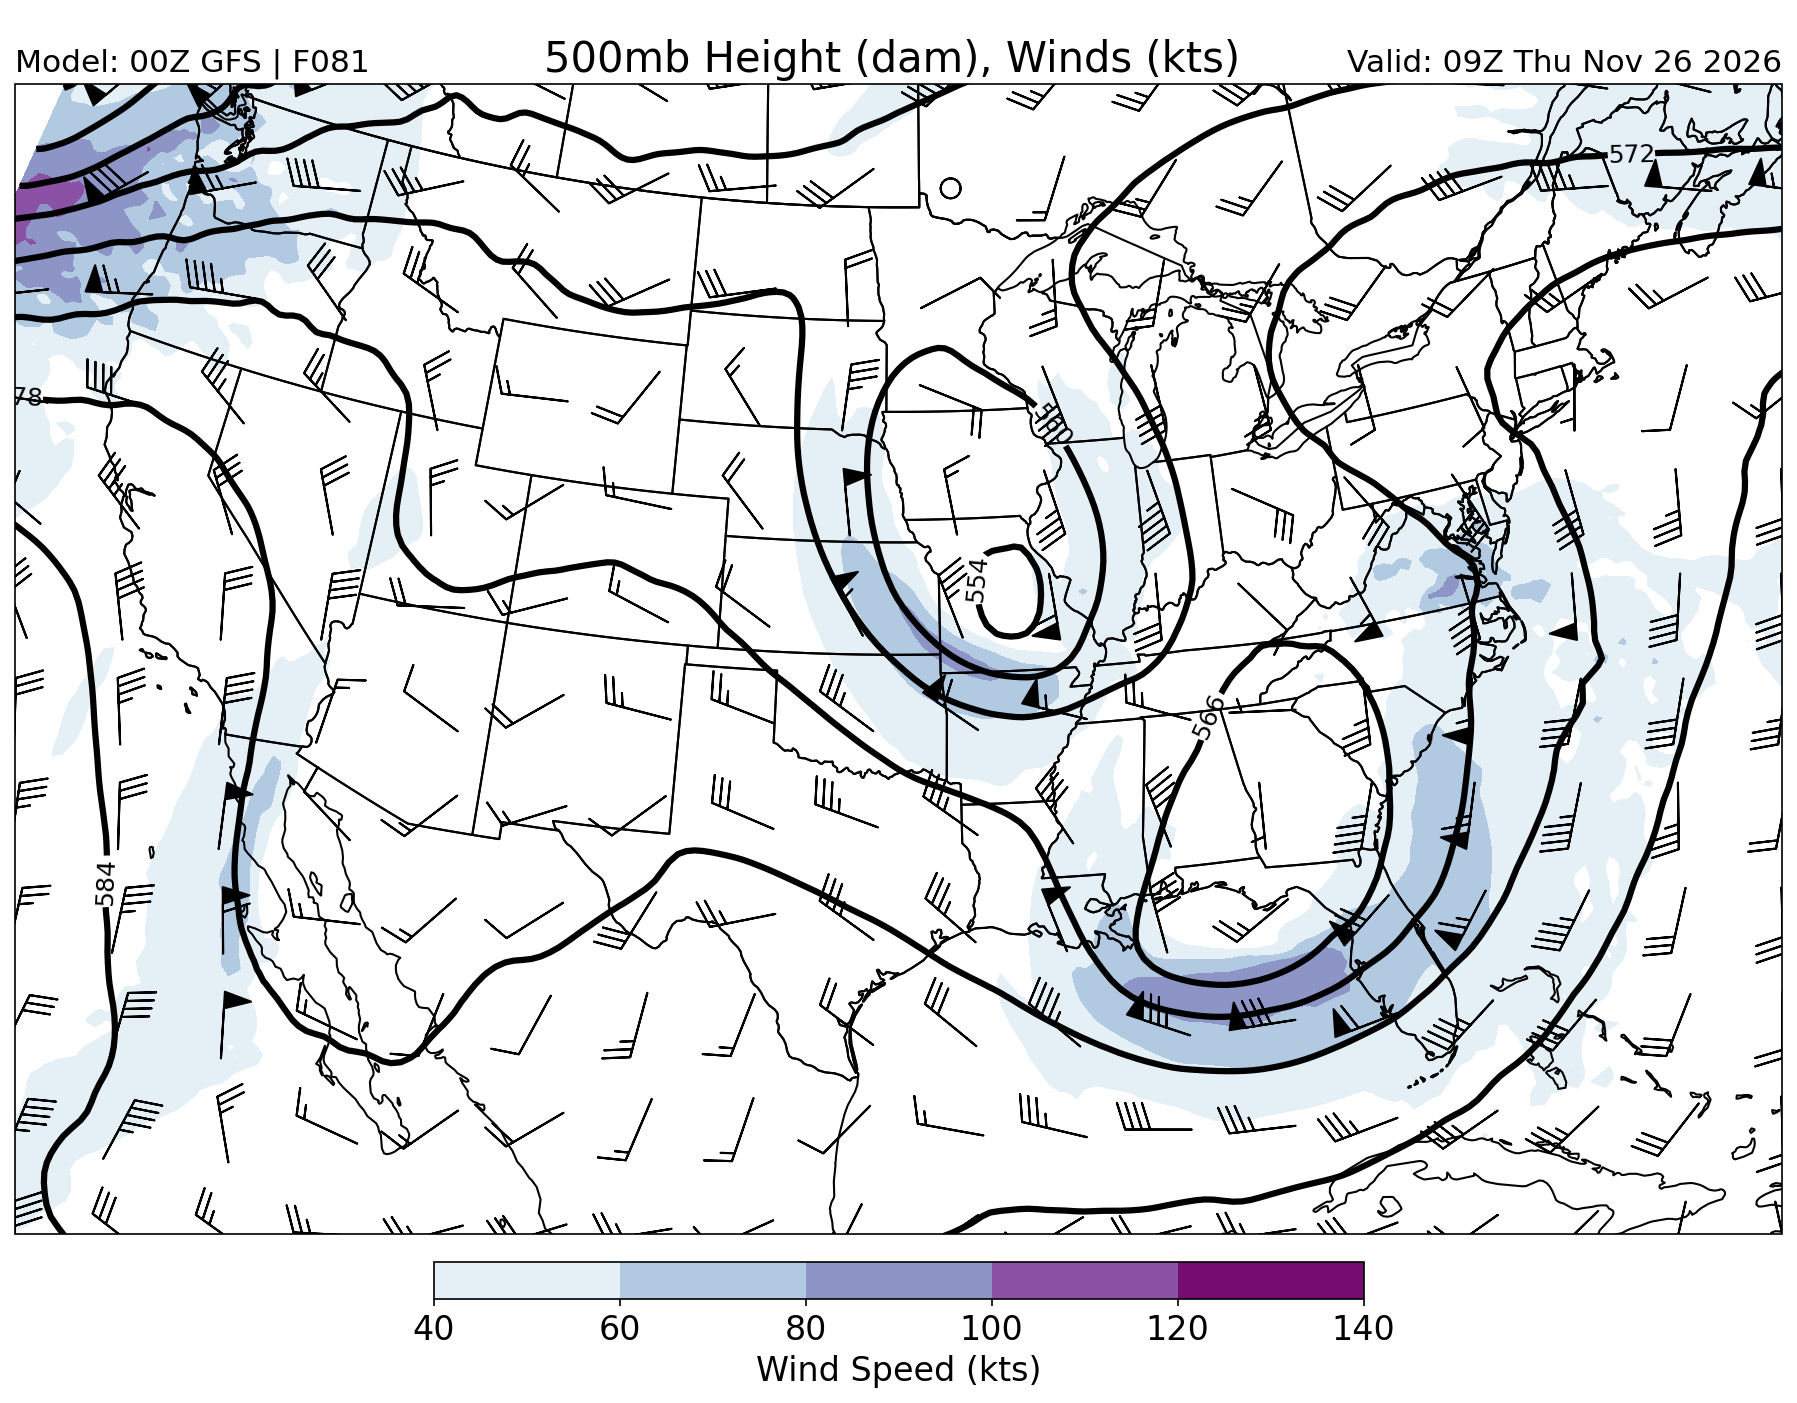 Model: 00Z GFS | F081
500mb Height (dam), Winds (kts)
Valid: 09Z Thu Nov 26 2026
572
78
560
554
566
584
40 60 80 100 120 140
Wind Speed (kts)